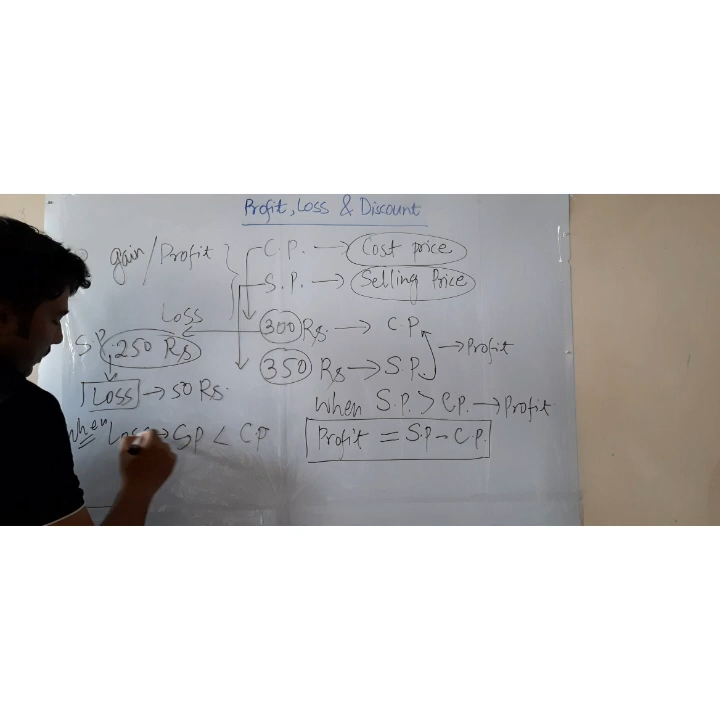 Profit, Loss & Discount
gain / Profit
C.P. → Cost price
S.P. → Selling Price
Loss
300 Rs. → C.P.
S.P. 250 Rs
→ Profit
350 Rs → S.P.
Loss → 50 Rs.
When S.P. > C.P. → Profit
When Loss → SP < C.P
Profit = S.P - C.P.